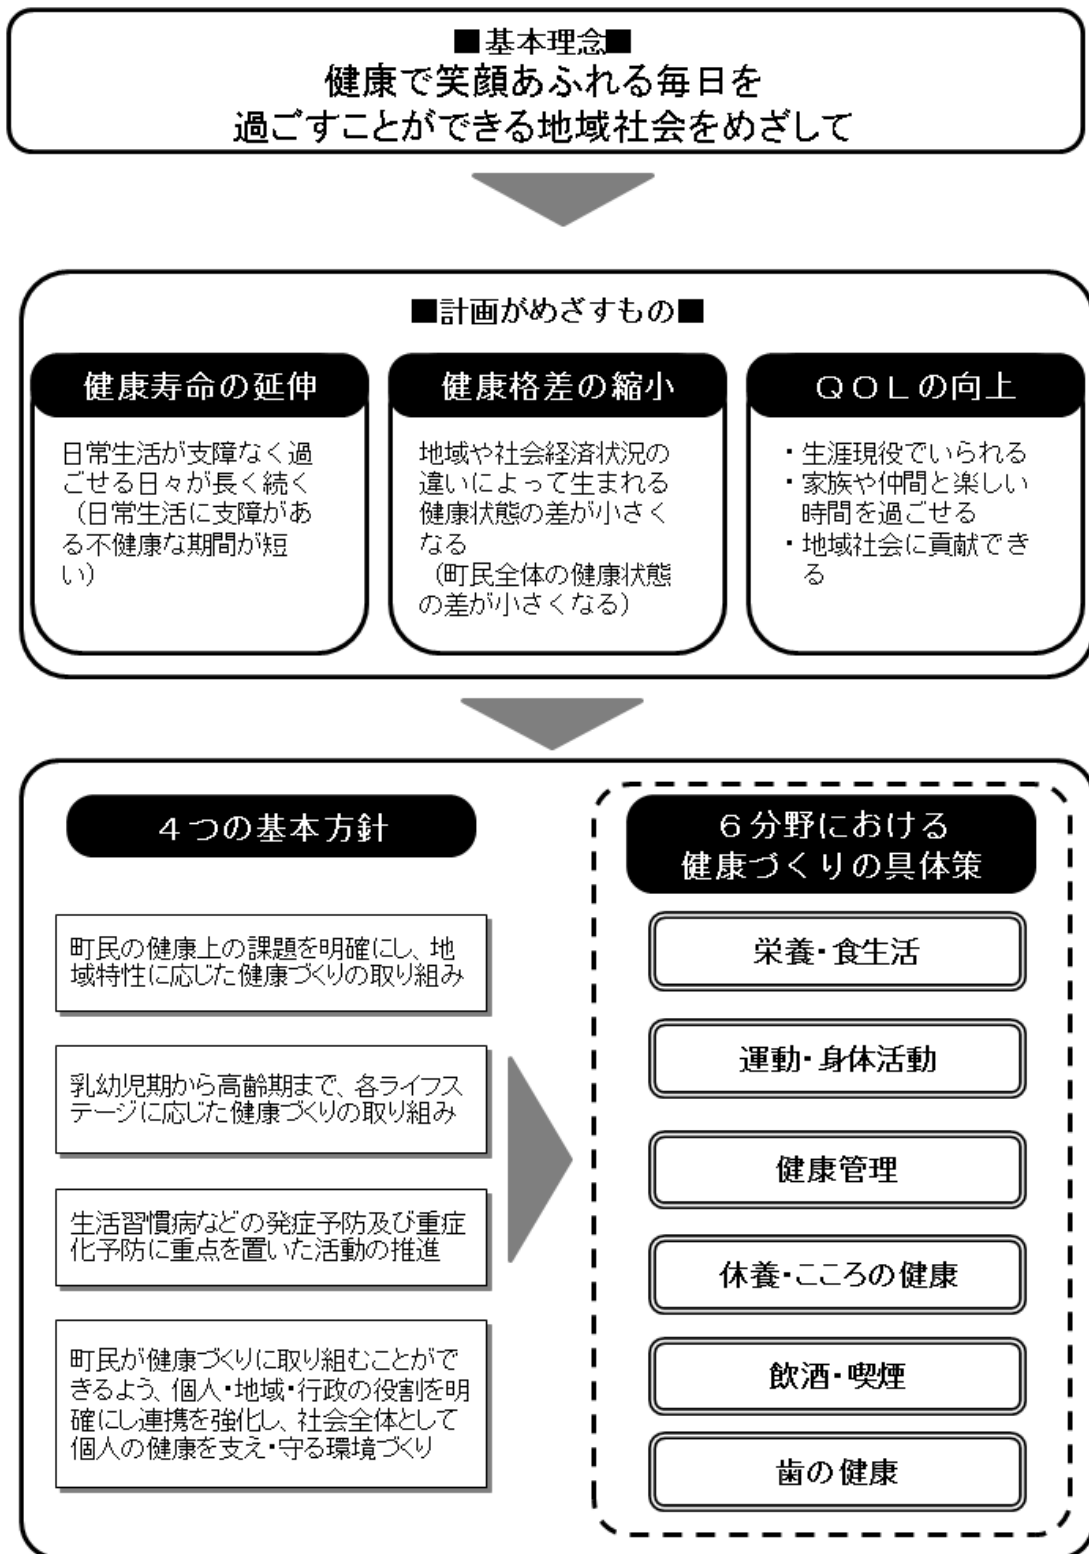 ■基本理念■
健康で笑顔あふれる毎日を
過ごすことができる地域社会をめざして
■計画がめざすもの■
健康寿命の延伸
日常生活が支障なく過
ごせる日々が長く続く
（日常生活に支障があ
る不健康な期間が短
い）
健康格差の縮小
地域や社会経済状況の
違いによって生まれる
健康状態の差が小さく
なる
（町民全体の健康状態
の差が小さくなる）
ＱＯＬの向上
・生涯現役でいられる
・家族や仲間と楽しい
時間を過ごせる
・地域社会に貢献でき
る
４つの基本方針
町民の健康上の課題を明確にし、地
域特性に応じた健康づくりの取り組み
乳幼児期から高齢期まで、各ライフス
テージに応じた健康づくりの取り組み
生活習慣病などの発症予防及び重症
化予防に重点を置いた活動の推進
町民が健康づくりに取り組むことがで
きるよう、個人・地域・行政の役割を明
確にし連携を強化し、社会全体として
個人の健康を支え・守る環境づくり
６分野における
健康づくりの具体策
栄養・食生活
運動・身体活動
健康管理
休養・こころの健康
飲酒・喫煙
歯の健康